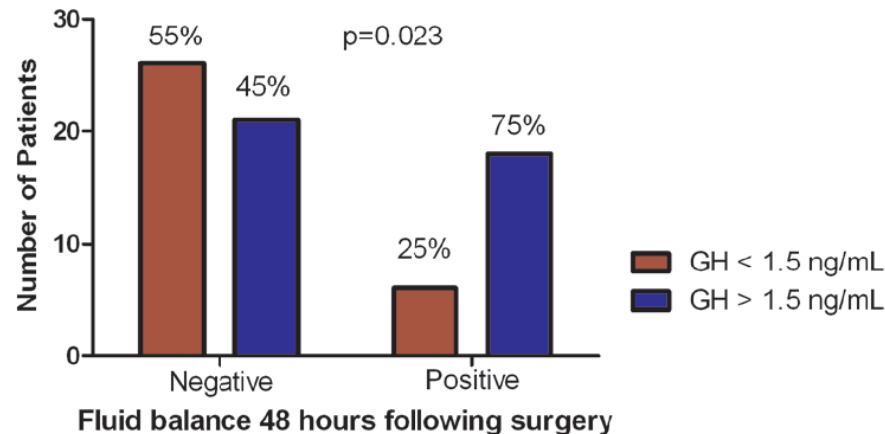 30
20
10
0
Number of Patients
55%
45%
p=0.023
25%
75%
Negative
Positive
Fluid balance 48 hours following surgery
GH < 1.5 ng/mL
GH > 1.5 ng/mL